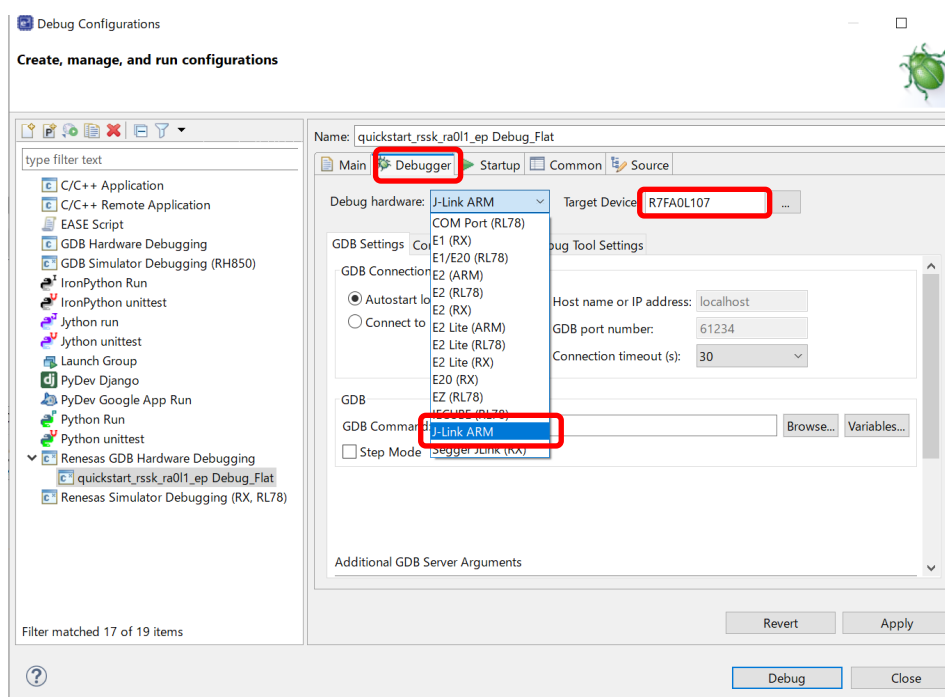 Debug Configurations
Create, manage, and run configurations
Name: quickstart_rssk_ra0l1_ep Debug_Flat
type filter text
Main Debugger Startup Common Source
C/C++ Application
C/C++ Remote Application
EASE Script
GDB Hardware Debugging
GDB Simulator Debugging (RH850)
IronPython Run
IronPython unittest
Jython run
Jython unittest
Launch Group
PyDev Django
PyDev Google App Run
Python Run
Python unittest
Renesas GDB Hardware Debugging
quickstart_rssk_ra0l1_ep Debug_Flat
Renesas Simulator Debugging (RX, RL78)
Filter matched 17 of 19 items
Debug hardware: J-Link ARM Target Device R7FA0L107 ...
COM Port (RL78)
E1 (RX)
E1/E20 (RL78)
E2 (ARM)
E2 (RL78)
E2 (RX)
E2 Lite (ARM)
E2 Lite (RL78)
E2 Lite (RX)
E20 (RX)
EZ (RL78)
IECUBE (RL78)
J-Link ARM
Segger JLink (RX)
GDB Settings Co bug Tool Settings
GDB Connection
Autostart lo
Connect to
Host name or IP address: localhost
GDB port number: 61234
Connection timeout (s): 30
GDB
GDB Command: Browse... Variables...
Step Mode
Additional GDB Server Arguments
Revert Apply
Debug Close